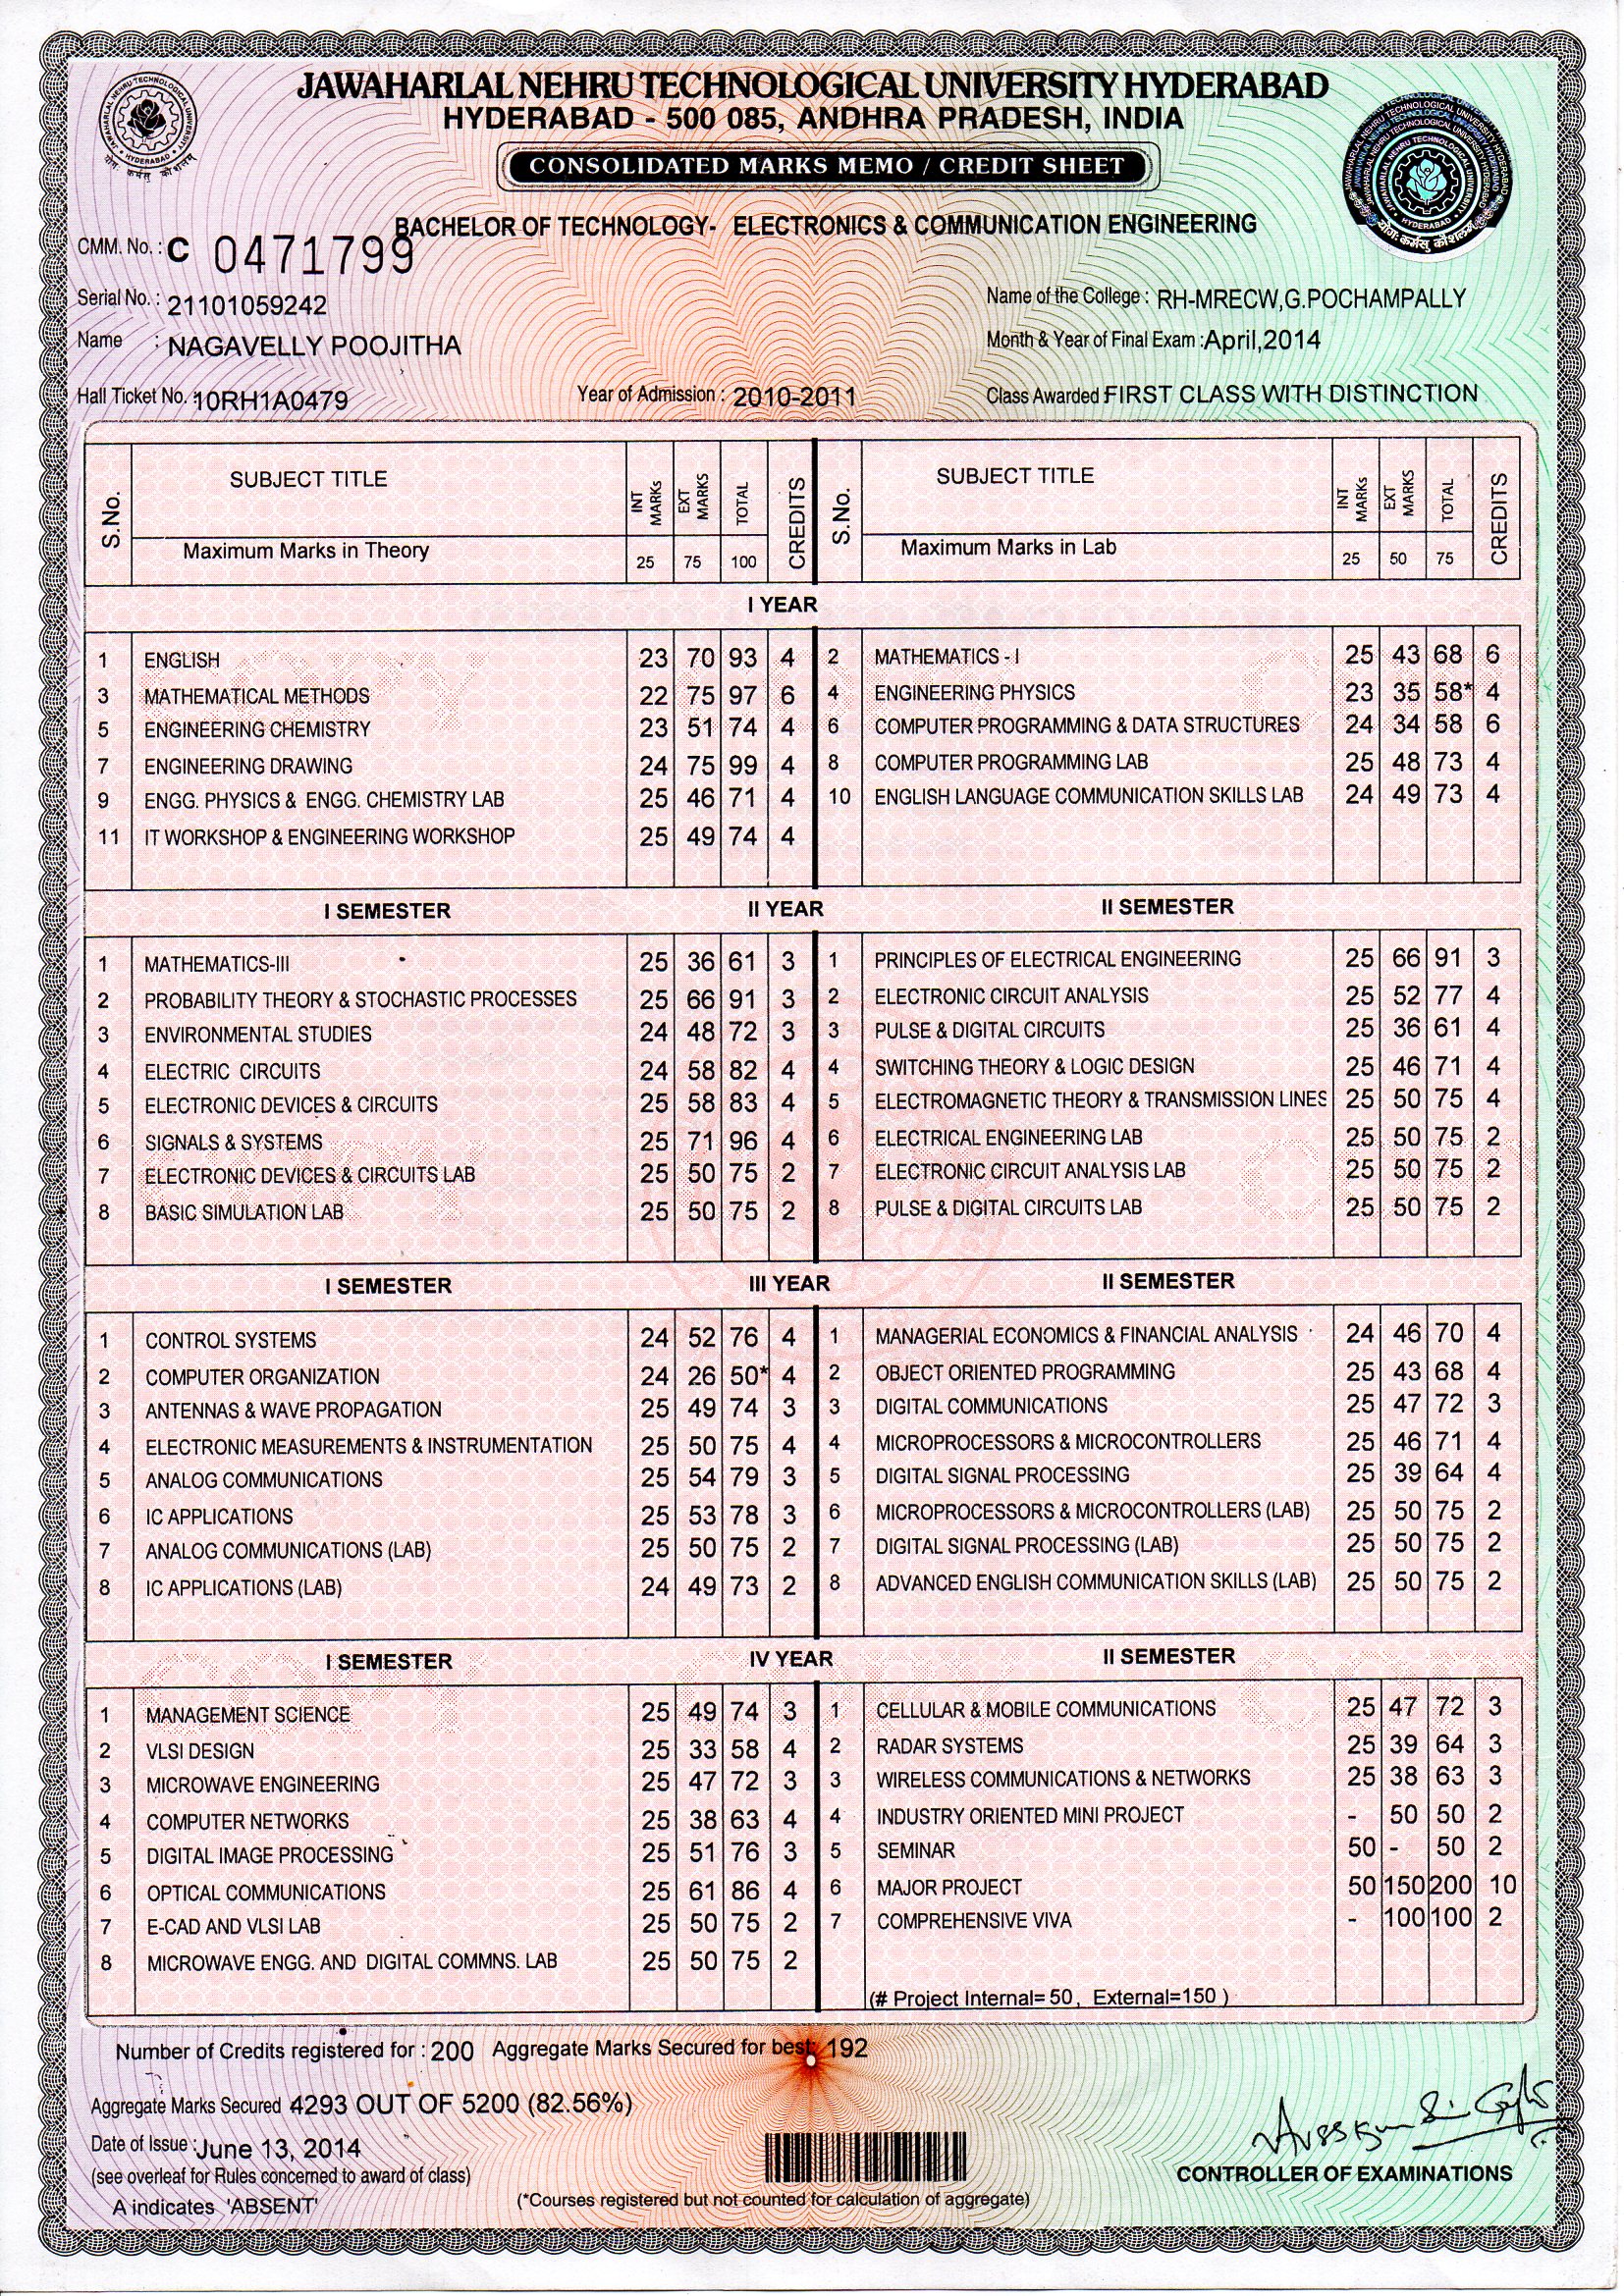 JAWAHARLAL NEHRU TECHNOLOGICAL UNIVERSITY HYDERABAD
HYDERABAD - 500 085, ANDHRA PRADESH, INDIA
CONSOLIDATED MARKS MEMO / CREDIT SHEET
BACHELOR OF TECHNOLOGY- ELECTRONICS & COMMUNICATION ENGINEERING
CMM. No. : C 0471799
Serial No. : 21101059242 Name of the College : RH-MRECW,G.POCHAMPALLY
Name : NAGAVELLY POOJITHA Month & Year of Final Exam : April,2014
Hall Ticket No. : 10RH1A0479 Year of Admission : 2010-2011 Class Awarded : FIRST CLASS WITH DISTINCTION
S.No. SUBJECT TITLE INT MARKs EXT MARKS TOTAL CREDITS S.No. SUBJECT TITLE INT MARKs EXT MARKS TOTAL CREDITS
Maximum Marks in Theory 25 75 100 Maximum Marks in Lab 25 50 75
I YEAR
1 ENGLISH 23 70 93 4 2 MATHEMATICS - I 25 43 68 6
3 MATHEMATICAL METHODS 22 75 97 6 4 ENGINEERING PHYSICS 23 35 58* 4
5 ENGINEERING CHEMISTRY 23 51 74 4 6 COMPUTER PROGRAMMING & DATA STRUCTURES 24 34 58 6
7 ENGINEERING DRAWING 24 75 99 4 8 COMPUTER PROGRAMMING LAB 25 48 73 4
9 ENGG. PHYSICS & ENGG. CHEMISTRY LAB 25 46 71 4 10 ENGLISH LANGUAGE COMMUNICATION SKILLS LAB 24 49 73 4
11 IT WORKSHOP & ENGINEERING WORKSHOP 25 49 74 4
I SEMESTER II YEAR II SEMESTER
1 MATHEMATICS-III 25 36 61 3 1 PRINCIPLES OF ELECTRICAL ENGINEERING 25 66 91 3
2 PROBABILITY THEORY & STOCHASTIC PROCESSES 25 66 91 3 2 ELECTRONIC CIRCUIT ANALYSIS 25 52 77 4
3 ENVIRONMENTAL STUDIES 24 48 72 3 3 PULSE & DIGITAL CIRCUITS 25 36 61 4
4 ELECTRIC CIRCUITS 24 58 82 4 4 SWITCHING THEORY & LOGIC DESIGN 25 46 71 4
5 ELECTRONIC DEVICES & CIRCUITS 25 58 83 4 5 ELECTROMAGNETIC THEORY & TRANSMISSION LINES 25 50 75 4
6 SIGNALS & SYSTEMS 25 71 96 4 6 ELECTRICAL ENGINEERING LAB 25 50 75 2
7 ELECTRONIC DEVICES & CIRCUITS LAB 25 50 75 2 7 ELECTRONIC CIRCUIT ANALYSIS LAB 25 50 75 2
8 BASIC SIMULATION LAB 25 50 75 2 8 PULSE & DIGITAL CIRCUITS LAB 25 50 75 2
I SEMESTER III YEAR II SEMESTER
1 CONTROL SYSTEMS 24 52 76 4 1 MANAGERIAL ECONOMICS & FINANCIAL ANALYSIS 24 46 70 4
2 COMPUTER ORGANIZATION 24 26 50* 4 2 OBJECT ORIENTED PROGRAMMING 25 43 68 4
3 ANTENNAS & WAVE PROPAGATION 25 49 74 3 3 DIGITAL COMMUNICATIONS 25 47 72 3
4 ELECTRONIC MEASUREMENTS & INSTRUMENTATION 25 50 75 4 4 MICROPROCESSORS & MICROCONTROLLERS 25 46 71 4
5 ANALOG COMMUNICATIONS 25 54 79 3 5 DIGITAL SIGNAL PROCESSING 25 39 64 4
6 IC APPLICATIONS 25 53 78 3 6 MICROPROCESSORS & MICROCONTROLLERS (LAB) 25 50 75 2
7 ANALOG COMMUNICATIONS (LAB) 25 50 75 2 7 DIGITAL SIGNAL PROCESSING (LAB) 25 50 75 2
8 IC APPLICATIONS (LAB) 24 49 73 2 8 ADVANCED ENGLISH COMMUNICATION SKILLS (LAB) 25 50 75 2
I SEMESTER IV YEAR II SEMESTER
1 MANAGEMENT SCIENCE 25 49 74 3 1 CELLULAR & MOBILE COMMUNICATIONS 25 47 72 3
2 VLSI DESIGN 25 33 58 4 2 RADAR SYSTEMS 25 39 64 3
3 MICROWAVE ENGINEERING 25 47 72 3 3 WIRELESS COMMUNICATIONS & NETWORKS 25 38 63 3
4 COMPUTER NETWORKS 25 38 63 4 4 INDUSTRY ORIENTED MINI PROJECT - 50 50 2
5 DIGITAL IMAGE PROCESSING 25 51 76 3 5 SEMINAR 50 - 50 2
6 OPTICAL COMMUNICATIONS 25 61 86 4 6 MAJOR PROJECT 50 150 200 10
7 E-CAD AND VLSI LAB 25 50 75 2 7 COMPREHENSIVE VIVA - 100 100 2
8 MICROWAVE ENGG. AND DIGITAL COMMNS. LAB 25 50 75 2
(# Project Internal= 50, External=150 )
Number of Credits registered for : 200 Aggregate Marks Secured for best: 192
Aggregate Marks Secured 4293 OUT OF 5200 (82.56%)
Date of Issue : June 13, 2014
(see overleaf for Rules concerned to award of class) CONTROLLER OF EXAMINATIONS
A indicates 'ABSENT' (*Courses registered but not counted for calculation of aggregate)